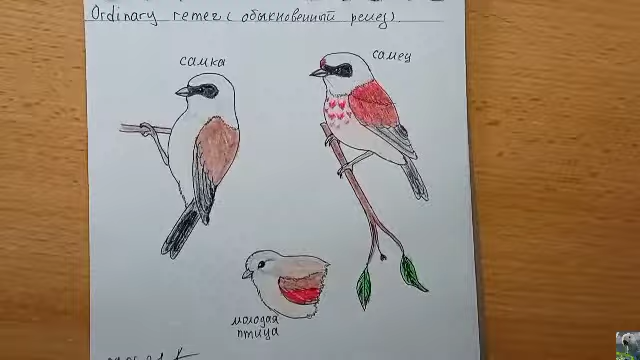 Ordinary remez (обыкновенный ремез)
самка
самец
молодая
птица